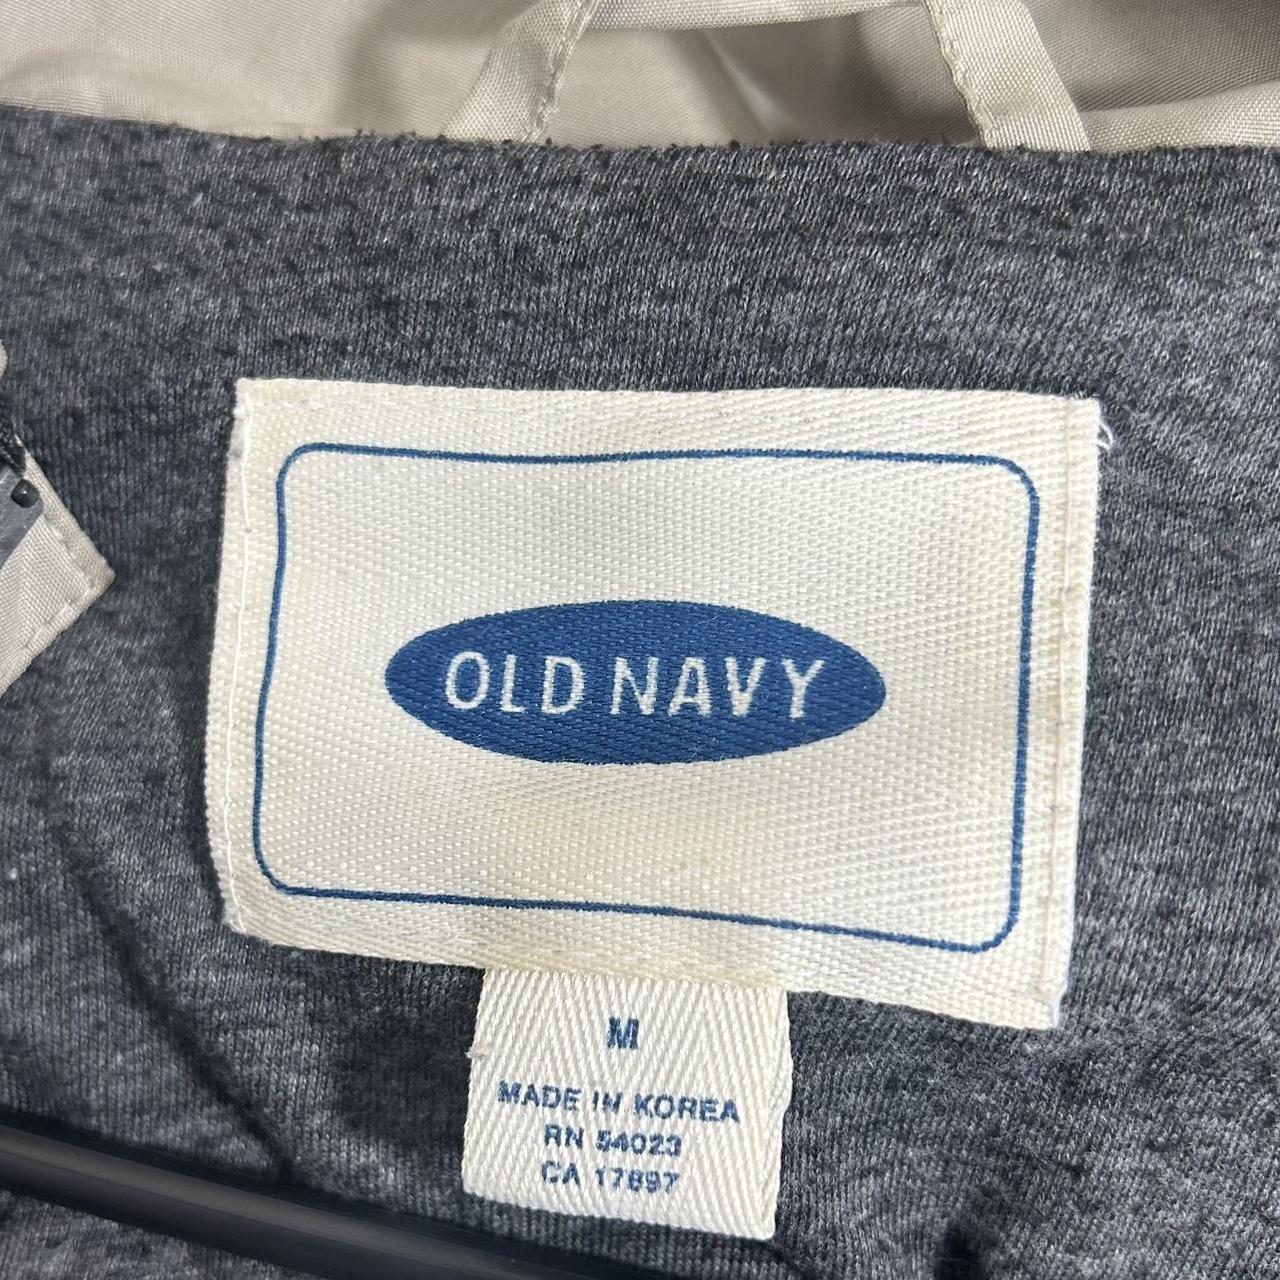 OLD NAVY
M
MADE IN KOREA
RN 54023
CA 17897